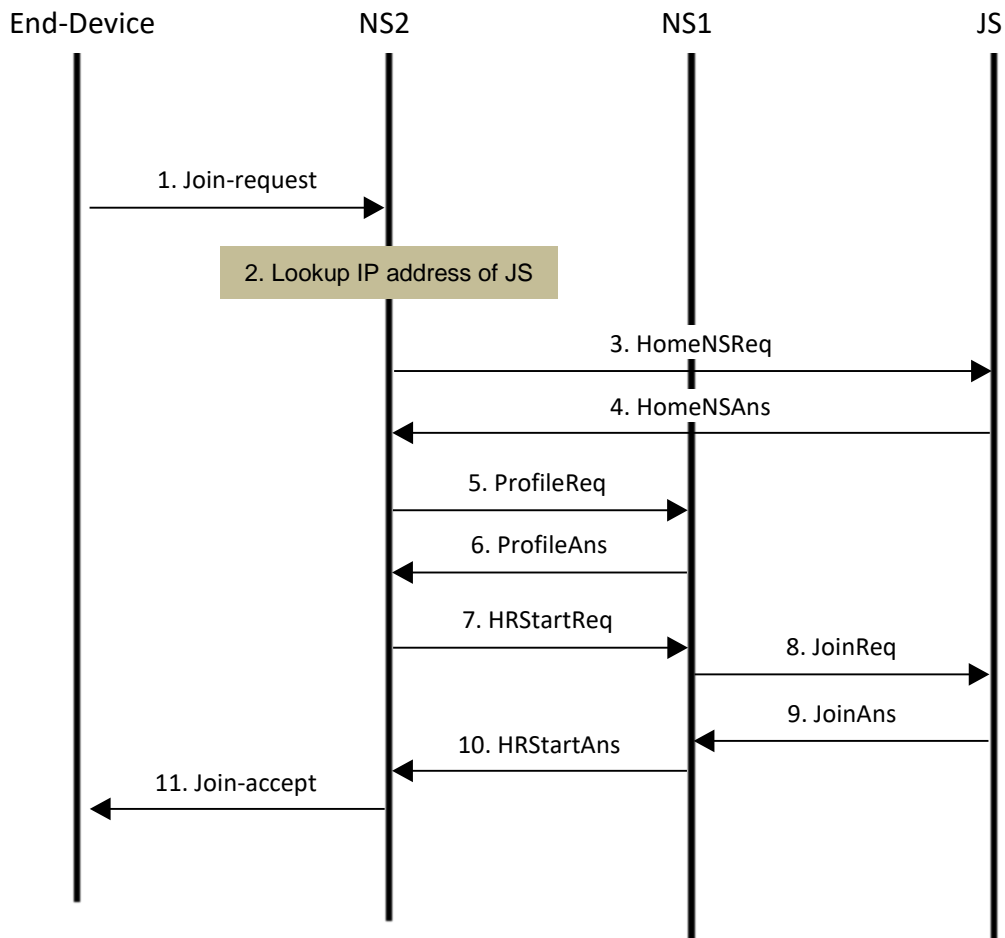 End-Device
NS2
NS1
JS
1. Join-request
2. Lookup IP address of JS
3. HomeNSReq
4. HomeNSAns
5. ProfileReq
6. ProfileAns
7. HRStartReq
8. JoinReq
9. JoinAns
10. HRStartAns
11. Join-accept